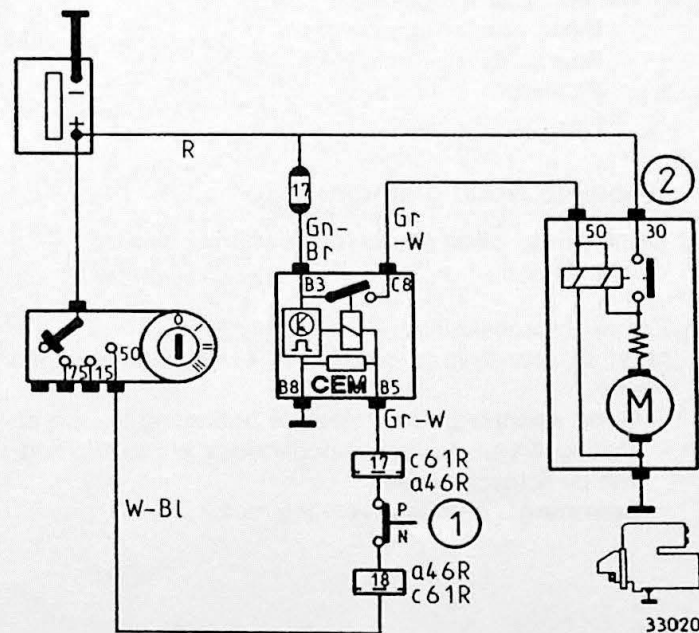 −
+
R
17
2
Gn-
Br
Gr
-W
50
30
B3
C8
0
I
II
III
50
75
15
CEM
B8
B5
M
Gr-W
17
c61R
a46R
W-Bl
P
N
1
18
a46R
c61R
33020